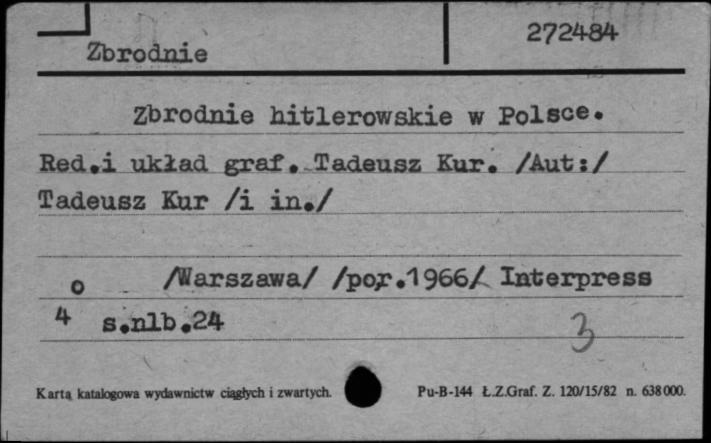 272484
Zbrodnie
Zbrodnie hitlerowskie w Polsce.
Red.i układ graf. Tadeusz Kur. /Aut:/
Tadeusz Kur /i in./
o /Warszawa/ /por.1966/ Interpress
4 s.nlb.24
3
Karta katalogowa wydawnictw ciągłych i zwartych. Pu-B-144 Ł.Z.Graf. Z. 120/15/82 n. 638000.